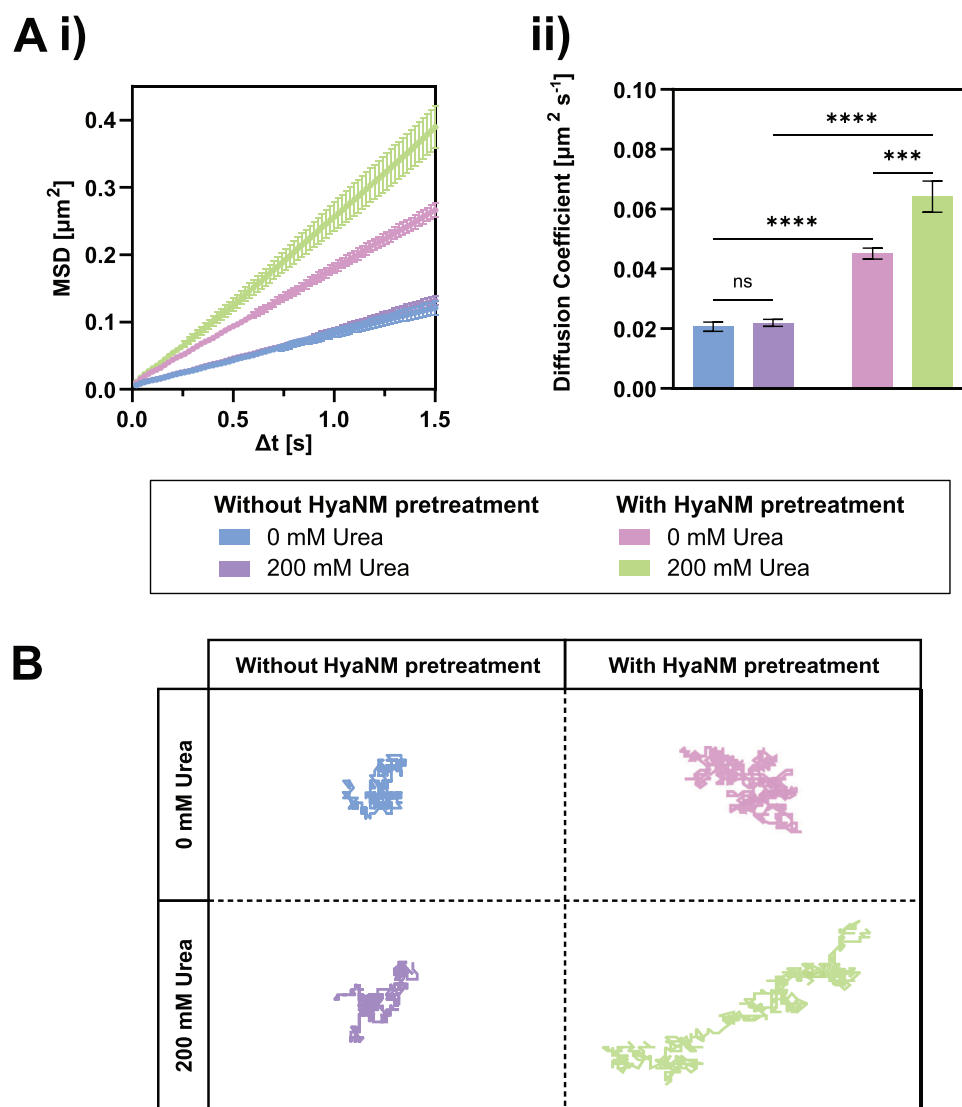 A i)
ii)
MSD [µm²]
0.4
0.3
0.2
0.1
0.0
0.0
0.5
1.0
1.5
Δt [s]
Diffusion Coefficient [µm² s⁻¹]
0.10
0.08
0.06
0.04
0.02
0.00
****
***
****
ns
Without HyaNM pretreatment
0 mM Urea
200 mM Urea
With HyaNM pretreatment
0 mM Urea
200 mM Urea
B
Without HyaNM pretreatment
With HyaNM pretreatment
0 mM Urea
200 mM Urea